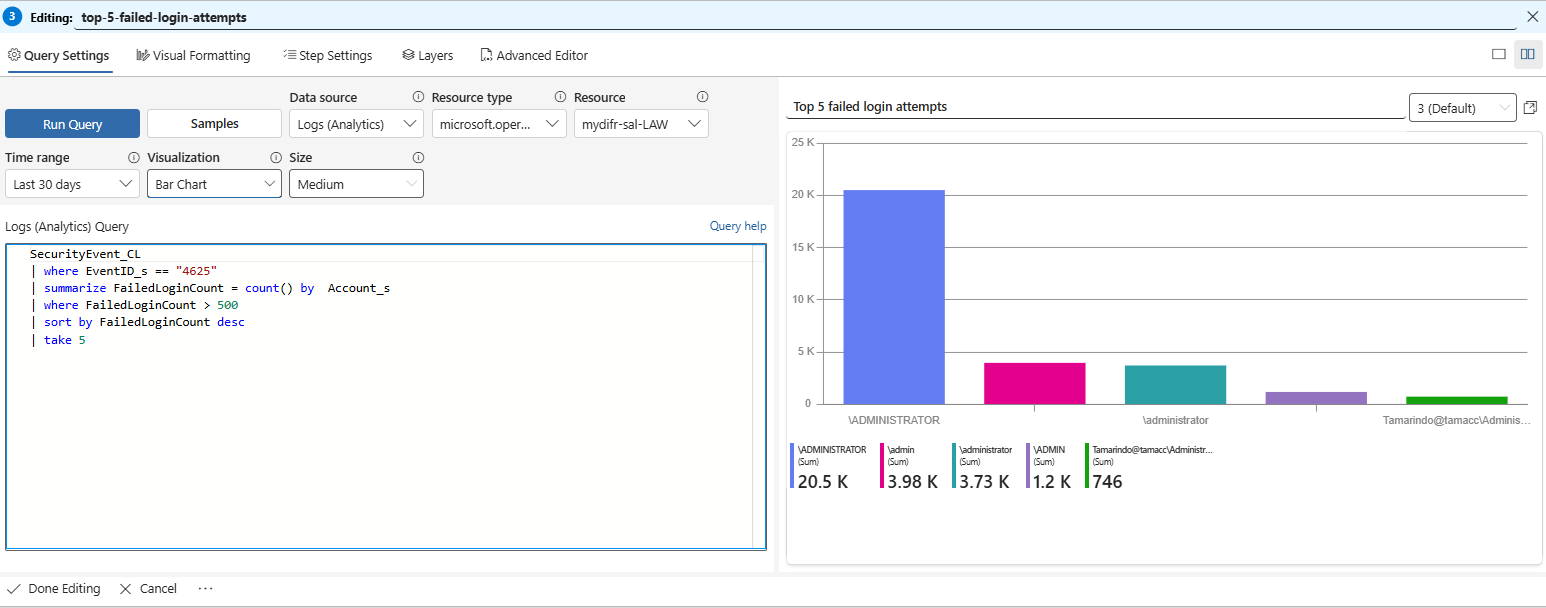 3 Editing: top-5-failed-login-attempts
Query Settings Visual Formatting Step Settings Layers Advanced Editor
Run Query Samples
Data source Resource type Resource
Logs (Analytics) microsoft.oper... mydifr-sal-LAW
Time range Visualization Size
Last 30 days Bar Chart Medium
Logs (Analytics) Query Query help
SecurityEvent_CL
| where EventID_s == "4625"
| summarize FailedLoginCount = count() by  Account_s
| where FailedLoginCount > 500
| sort by FailedLoginCount desc
| take 5
Done Editing Cancel ...
Top 5 failed login attempts 3 (Default)
25 K
20 K
15 K
10 K
5 K
0
\ADMINISTRATOR \administrator Tamarindo@tamacc\Adminis...
\ADMINISTRATOR \admin \administrator \ADMIN Tamarindo@tamacc\Administr...
(Sum) (Sum) (Sum) (Sum) (Sum)
20.5 K 3.98 K 3.73 K 1.2 K 746